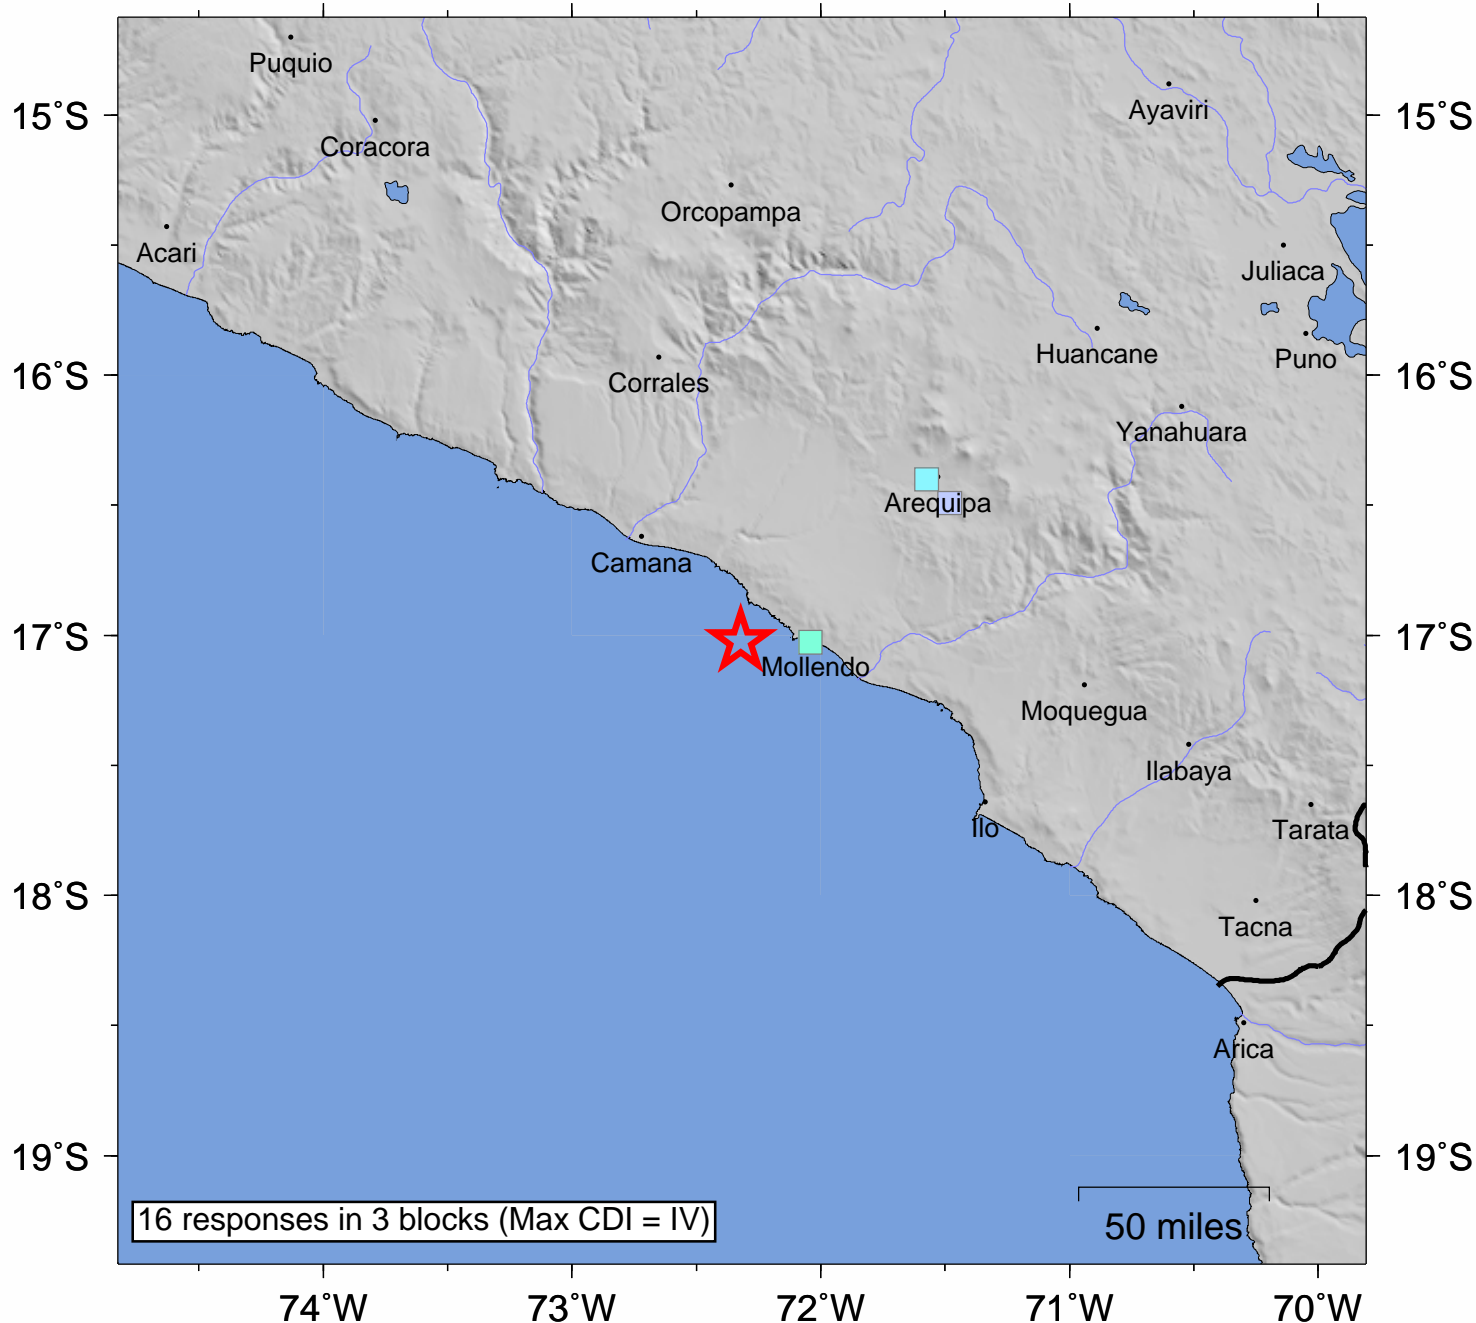 Puquio
15˚S
Ayaviri
15˚S
Coracora
Orcopampa
Acari
Juliaca
Huancane
Puno
16˚S
Corrales
16˚S
Yanahuara
Arequipa
Camana
17˚S
17˚S
Mollendo
Moquegua
Ilabaya
Ilo
Tarata
18˚S
18˚S
Tacna
Arica
19˚S
19˚S
16 responses in 3 blocks (Max CDI = IV)
50 miles
74˚W
73˚W
72˚W
71˚W
70˚W